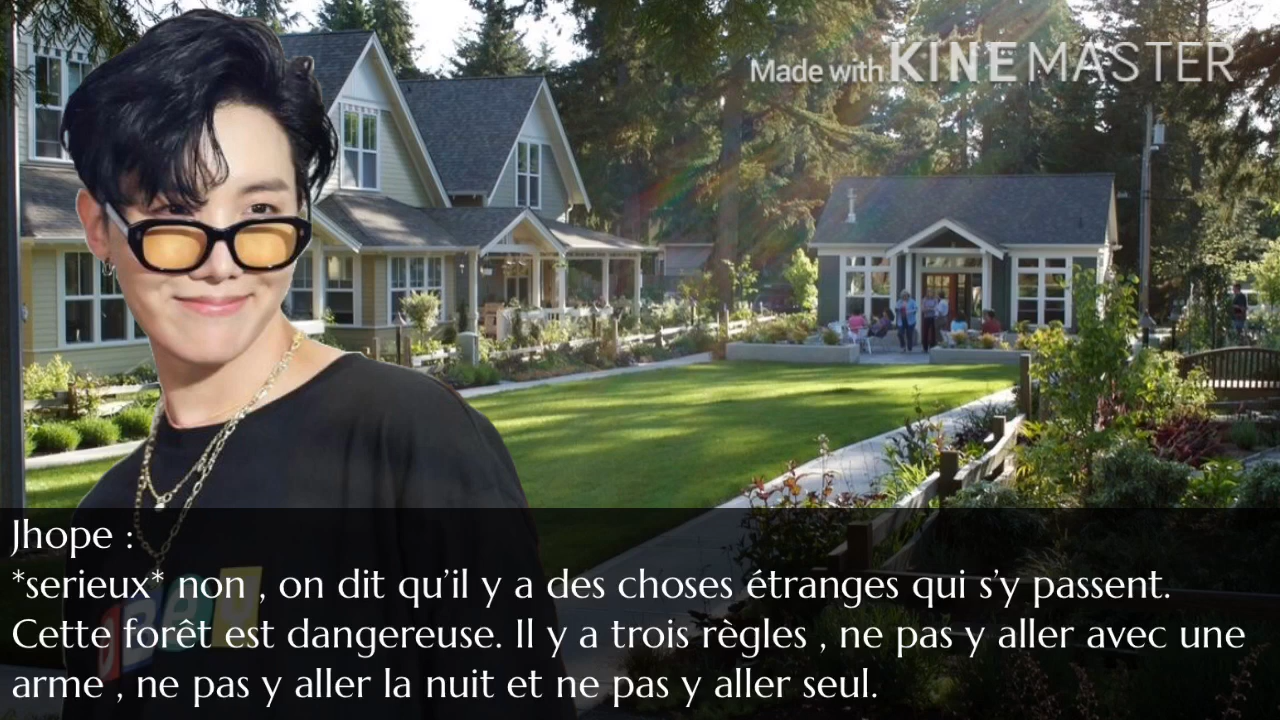 Made with KINEMASTER
Jhope :
*serieux* non , on dit qu’il y a des choses étranges qui s’y passent.
Cette forêt est dangereuse. Il y a trois règles , ne pas y aller avec une
arme , ne pas y aller la nuit et ne pas y aller seul.